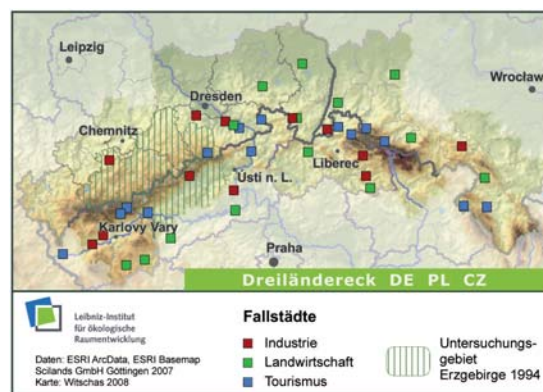 Leipzig
Wrocław
Dresden
Chemnitz
Liberec
Ústí n. L.
Karlovy Vary
Praha
Dreiländereck DE PL CZ
Leibniz-Institut
für ökologische
Raumentwicklung
Daten: ESRI ArcData, ESRI Basemap
Scilands GmbH Göttingen 2007
Karte: Witschas 2008
Fallstädte
Industrie
Landwirtschaft
Tourismus
Untersuchungs-
gebiet
Erzgebirge 1994